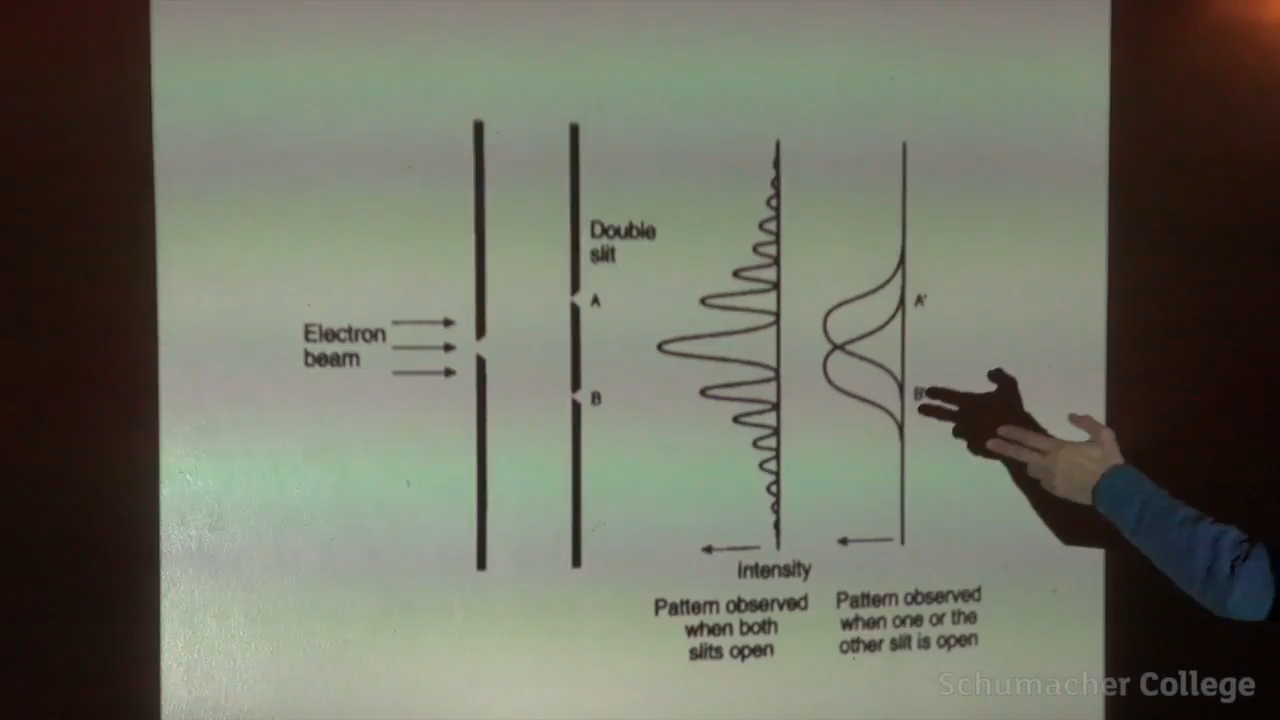 Double
slit
A
A'
Electron
beam
B
B'
Intensity
Pattern observed
when both
slits open
Pattern observed
when one or the
other slit is open
Schumacher College